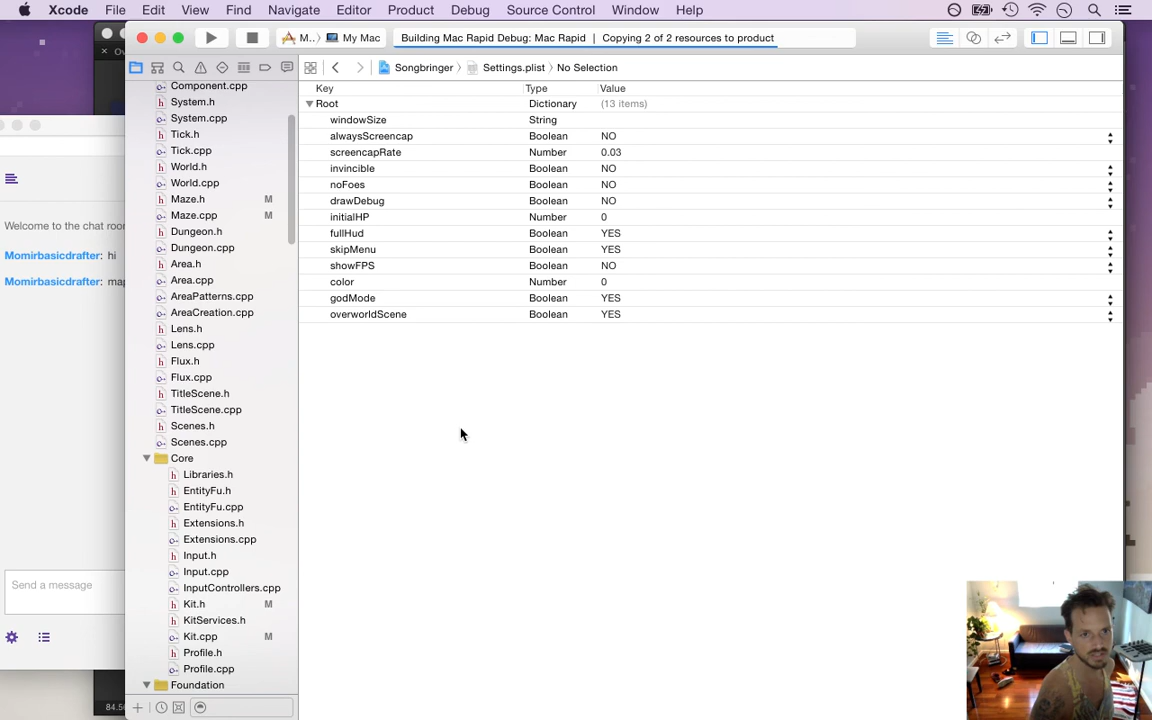 Xcode File Edit View Find Navigate Editor Product Debug Source Control Window Help
M.. 〉 My Mac Building Mac Rapid Debug: Mac Rapid | Copying 2 of 2 resources to product
Songbringer 〉 Settings.plist 〉 No Selection
Key Type Value
Root Dictionary (13 items)
windowSize String
alwaysScreencap Boolean NO
screencapRate Number 0.03
invincible Boolean NO
noFoes Boolean NO
drawDebug Boolean NO
initialHP Number 0
fullHud Boolean YES
skipMenu Boolean YES
showFPS Boolean NO
color Number 0
godMode Boolean YES
overworldScene Boolean YES
Component.cpp
System.h
System.cpp
Tick.h
Tick.cpp
World.h
World.cpp
Maze.h M
Maze.cpp M
Dungeon.h
Dungeon.cpp
Area.h
Area.cpp
AreaPatterns.cpp
AreaCreation.cpp
Lens.h
Lens.cpp
Flux.h
Flux.cpp
TitleScene.h
TitleScene.cpp
Scenes.h
Scenes.cpp
Core
Libraries.h
EntityFu.h
EntityFu.cpp
Extensions.h
Extensions.cpp
Input.h
Input.cpp
InputControllers.cpp
Kit.h M
KitServices.h
Kit.cpp M
Profile.h
Profile.cpp
Foundation
Welcome to the chat roo
Momirbasicdrafter: hi
Momirbasicdrafter: map
Send a message
84.5